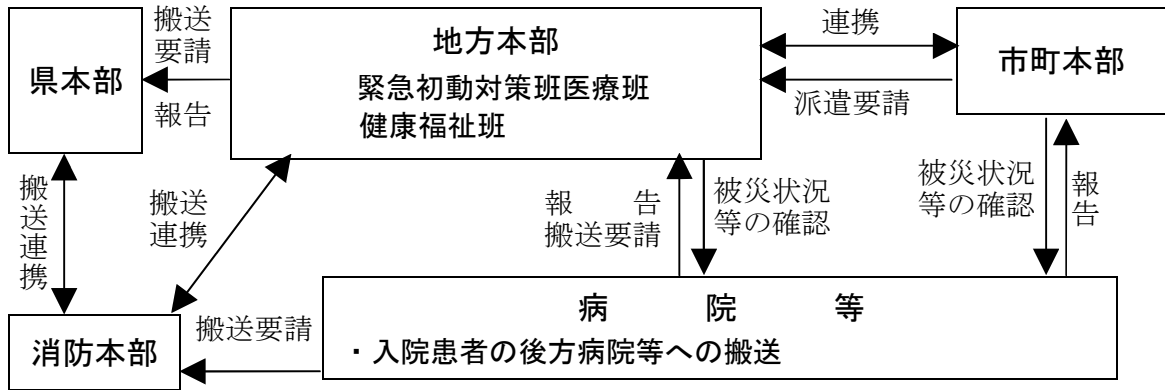 搬送
要請
県本部
報告
地方本部
緊急初動対策班医療班
健康福祉班
連携
派遣要請
市町本部
搬送連携
搬送
連携
報　　告
搬送要請
被災状況
等の確認
被災状況
等の確認
報告
消防本部
搬送要請
病　　院　　等
・入院患者の後方病院等への搬送